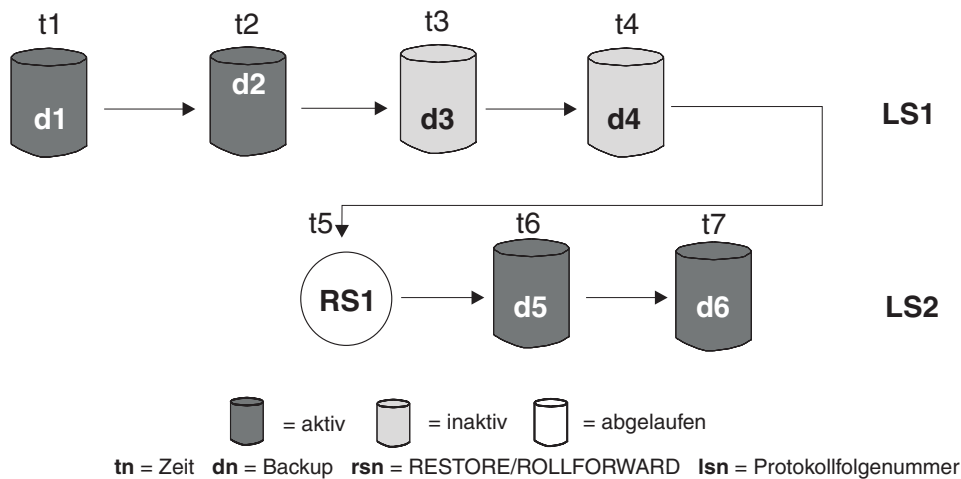 t1 t2 t3 t4
d1 d2 d3 d4 LS1
t5 t6 t7
RS1 d5 d6 LS2
= aktiv = inaktiv = abgelaufen
tn = Zeit dn = Backup rsn = RESTORE/ROLLFORWARD lsn = Protokollfolgenummer